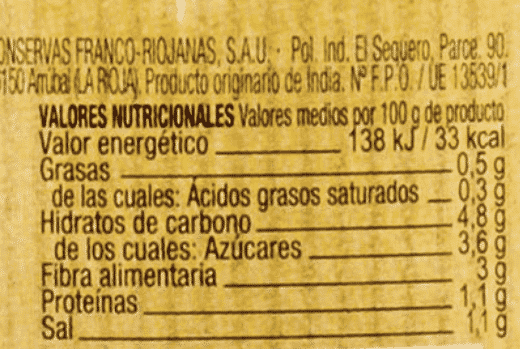 ONSERVAS FRANCO-RIOJANAS, S.A.U. · Pol. Ind. El Sequero, Parce. 90.
150 Arrúbal (LA RIOJA). Producto originario de India. Nº F.P.O. / UE 13539/1
VALORES NUTRICIONALES Valores medios por 100 g de producto
Valor energético 138 kJ / 33 kcal
Grasas 0,5 g
de las cuales: Ácidos grasos saturados 0,3 g
Hidratos de carbono 4,8 g
de los cuales: Azúcares 3,6 g
Fibra alimentaria 3 g
Proteínas 1,1 g
Sal 1,1 g